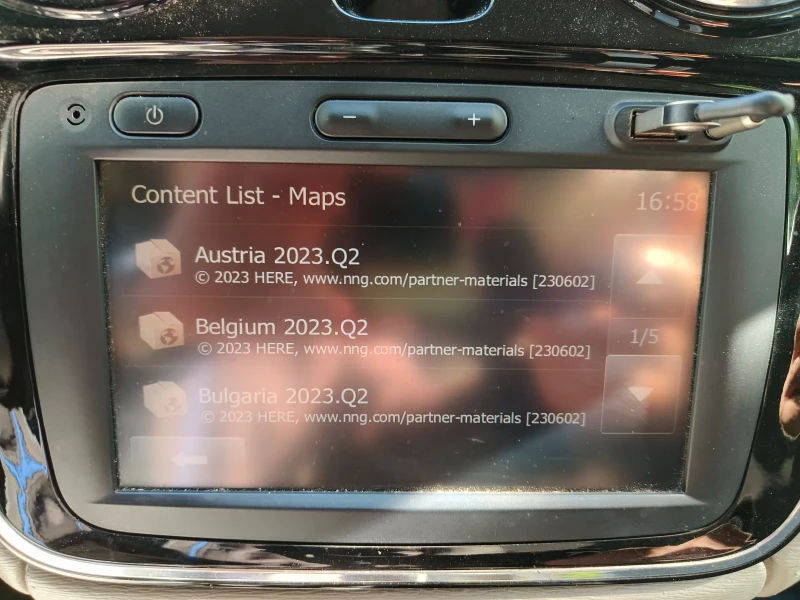 Content List - Maps
16:58
Austria 2023.Q2
© 2023 HERE, www.nng.com/partner-materials [230602]
Belgium 2023.Q2
© 2023 HERE, www.nng.com/partner-materials [230602]
1/5
Bulgaria 2023.Q2
© 2023 HERE, www.nng.com/partner-materials [230602]